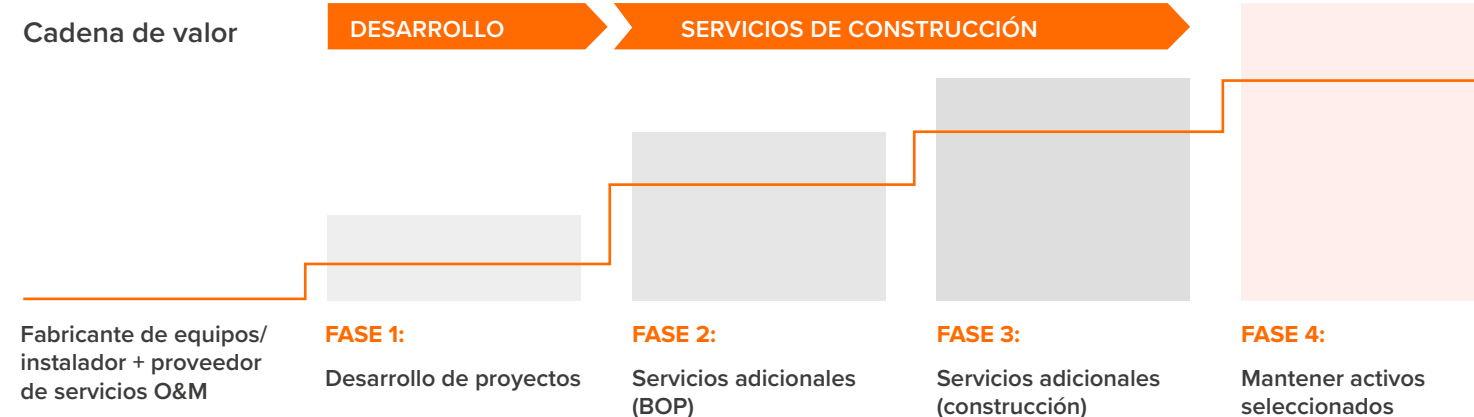 Cadena de valor
DESARROLLO
SERVICIOS DE CONSTRUCCIÓN
Fabricante de equipos/
instalador + proveedor
de servicios O&M
FASE 1:
Desarrollo de proyectos
FASE 2:
Servicios adicionales
(BOP)
FASE 3:
Servicios adicionales
(construcción)
FASE 4:
Mantener activos
seleccionados